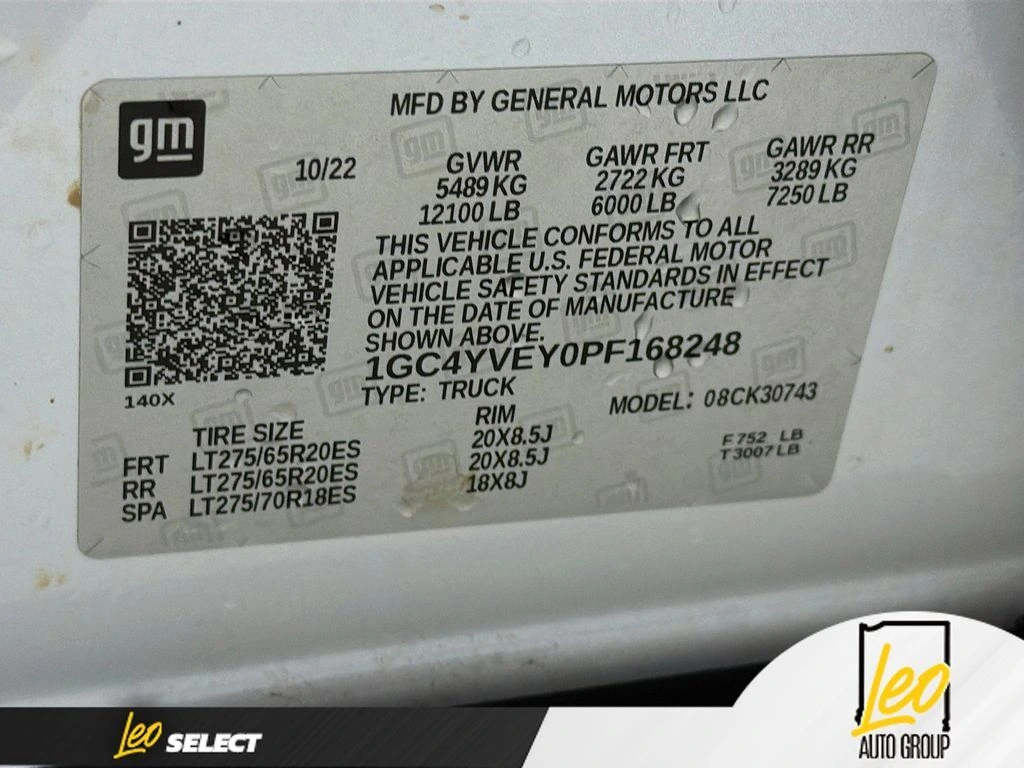 gm
MFD BY GENERAL MOTORS LLC
10/22
GVWR GAWR FRT GAWR RR
5489 KG 2722 KG 3289 KG
12100 LB 6000 LB 7250 LB
THIS VEHICLE CONFORMS TO ALL
APPLICABLE U.S. FEDERAL MOTOR
VEHICLE SAFETY STANDARDS IN EFFECT
ON THE DATE OF MANUFACTURE
SHOWN ABOVE.
1GC4YVEY0PF168248
140X
TYPE: TRUCK MODEL: 08CK30743
TIRE SIZE RIM
FRT LT275/65R20ES 20X8.5J F 752 LB
RR LT275/65R20ES 20X8.5J T3007 LB
SPA LT275/70R18ES 18X8J
Leo SELECT
Leo
AUTO GROUP